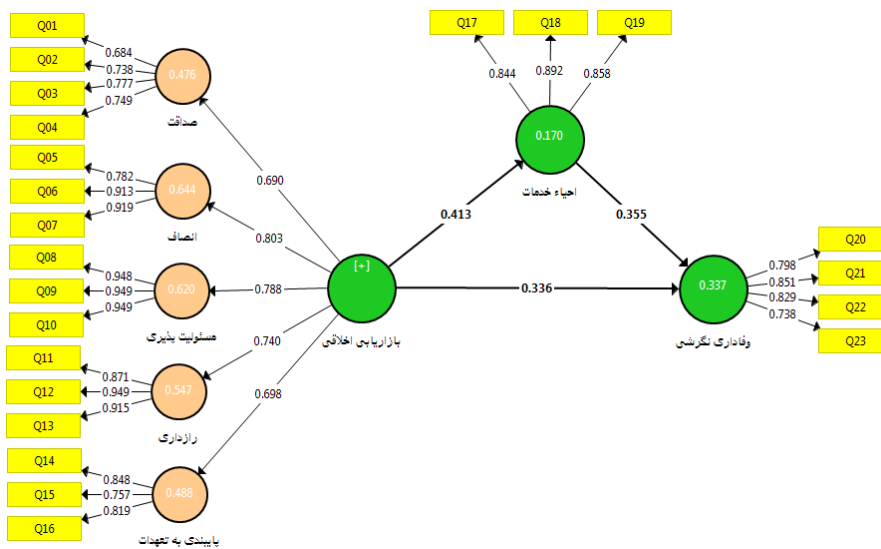 Q01
Q02
Q03
Q04
0.684
0.738
0.777
0.749
0.476
صداقت
Q05
Q06
Q07
0.782
0.913
0.919
0.644
انصاف
Q08
Q09
Q10
0.948
0.949
0.949
0.620
مسئولیت پذیری
Q11
Q12
Q13
0.871
0.949
0.915
0.547
رازداری
Q14
Q15
Q16
0.848
0.757
0.819
0.488
پایبندی به تعهدات
0.690
0.803
0.788
0.740
0.698
[+]
بازاریابی اخلاقی
0.413
0.336
Q17
Q18
Q19
0.844
0.892
0.858
0.170
احیاء خدمات
0.355
0.337
وفاداری نگرشی
0.798
0.851
0.829
0.738
Q20
Q21
Q22
Q23